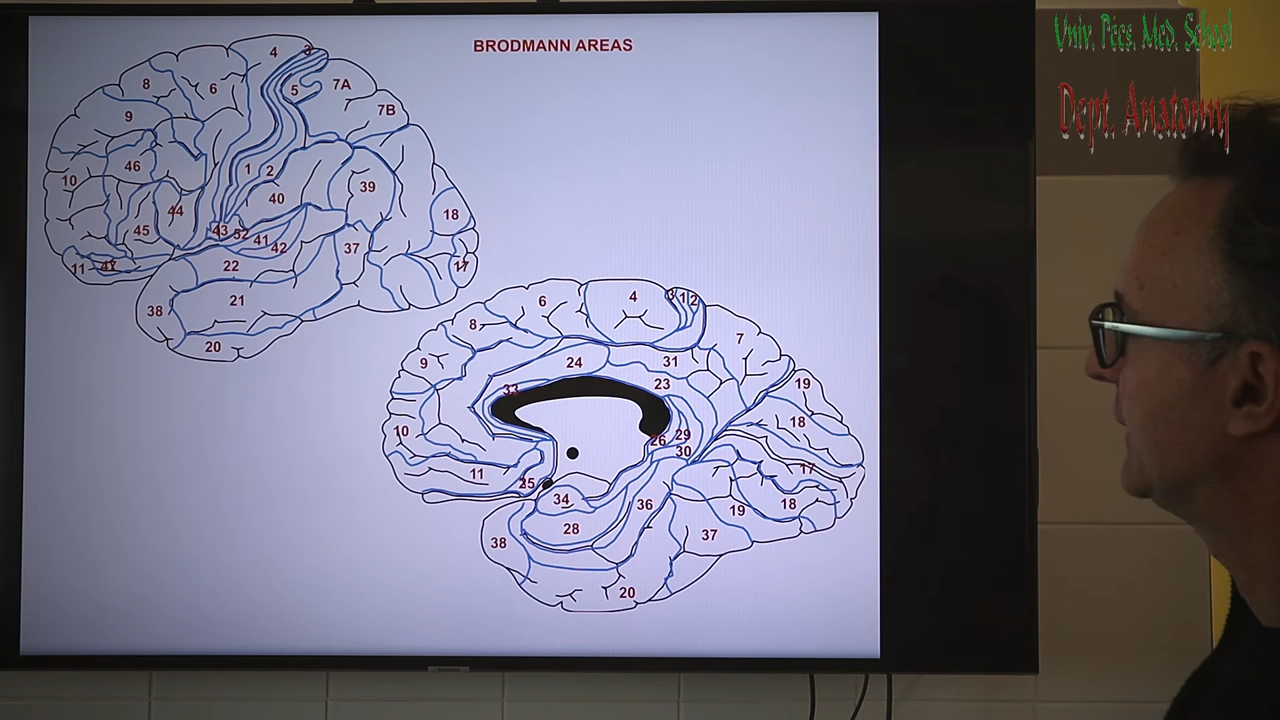 BRODMANN AREAS
Univ. Pécs. Med. School
Dept. Anatomy
4 3
8 6 5 7A
9 7B
46
10 1 2 39
44 40 18
45 43 52 41 42 37
11 47 22 17
38 21
20
6 4 3 1 2
8 7
9 24 31
33 23 19
10 18
26 29
30
11 25 17
34 36 18
28 19
38 37
20